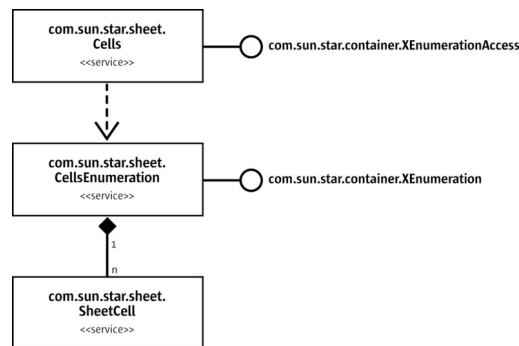 com.sun.star.sheet.
Cells
<<service>>
com.sun.star.container.XEnumerationAccess
com.sun.star.sheet.
CellsEnumeration
<<service>>
com.sun.star.container.XEnumeration
1
n
com.sun.star.sheet.
SheetCell
<<service>>